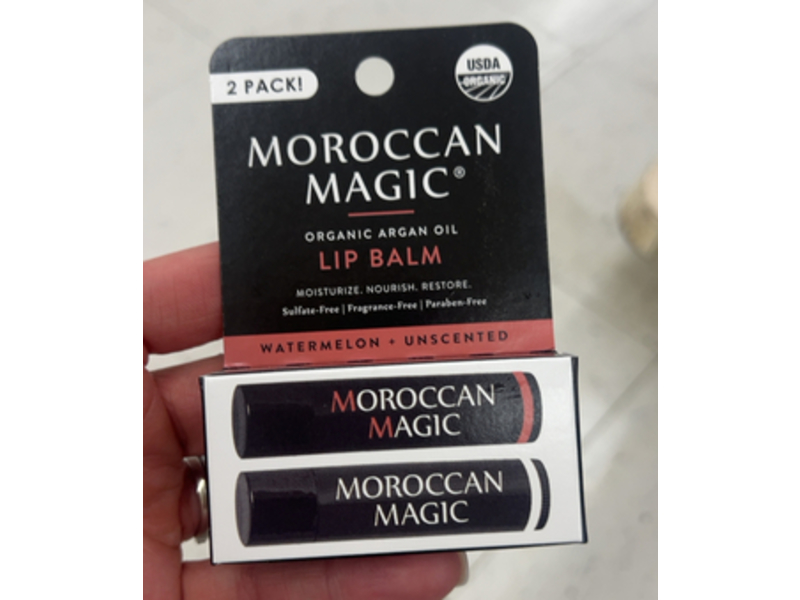 2 PACK!
USDA
ORGANIC
MOROCCAN
MAGIC®
ORGANIC ARGAN OIL
LIP BALM
MOISTURIZE. NOURISH. RESTORE.
Sulfate-Free | Fragrance-Free | Paraben-Free
WATERMELON + UNSCENTED
MOROCCAN
MAGIC
MOROCCAN
MAGIC